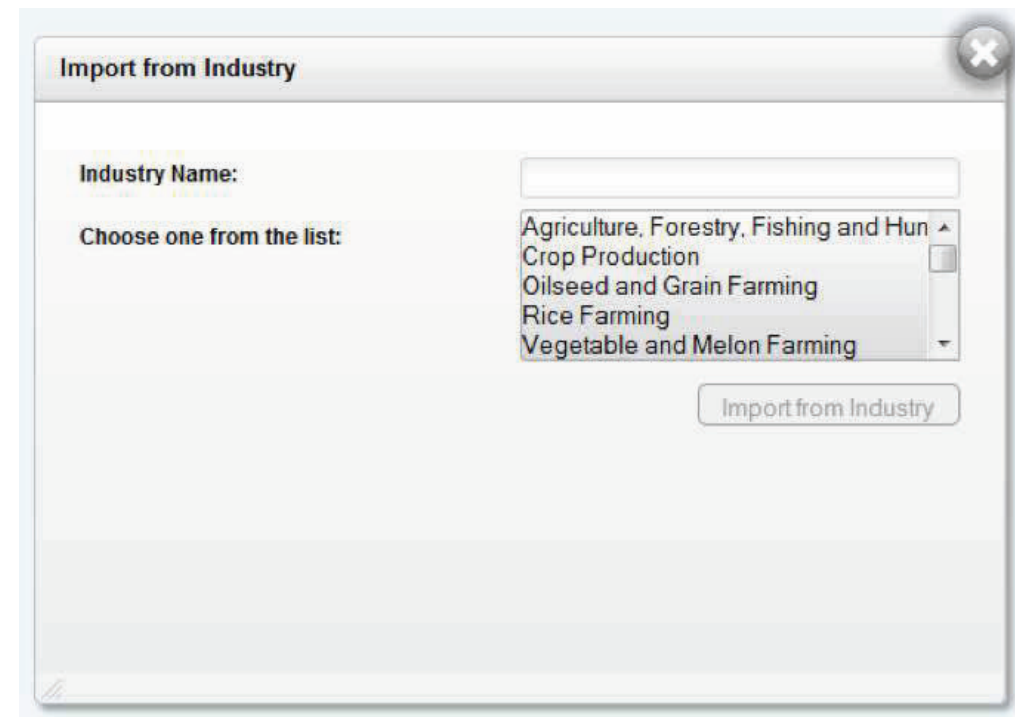 Import from Industry
Industry Name:
Choose one from the list:
Agriculture, Forestry, Fishing and Hun
Crop Production
Oilseed and Grain Farming
Rice Farming
Vegetable and Melon Farming
Import from Industry